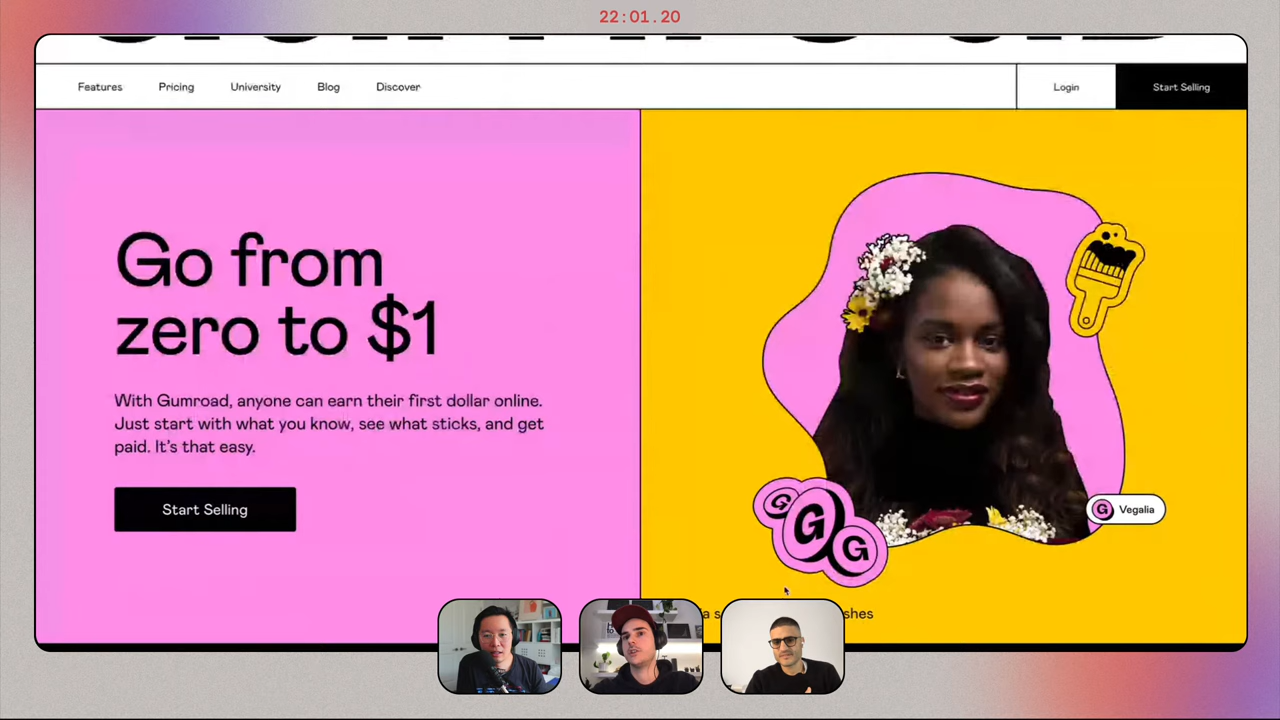 22:01.20
Features Pricing University Blog Discover Login Start Selling
Go from
zero to $1
With Gumroad, anyone can earn their first dollar online.
Just start with what you know, see what sticks, and get
paid. It's that easy.
Start Selling
G G G
G Vegalia